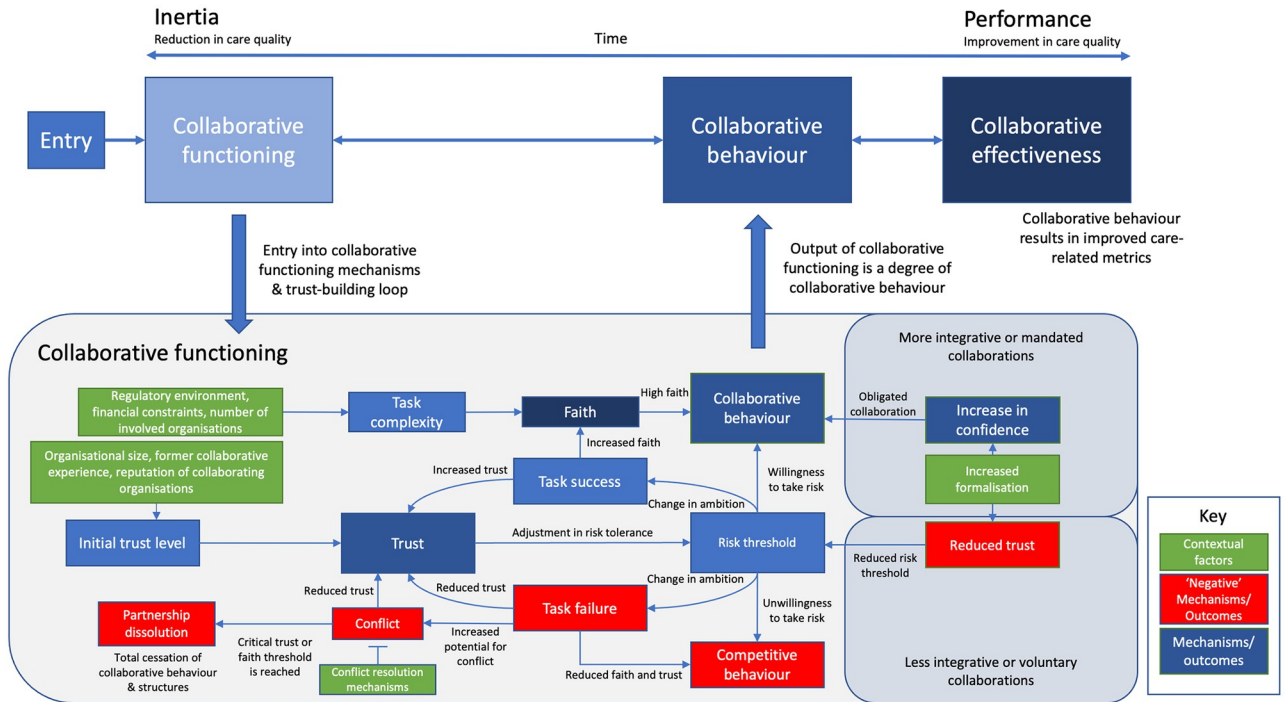 Inertia
Reduction in care quality
Time
Performance
Improvement in care quality
Entry
Collaborative
functioning
Collaborative
behaviour
Collaborative
effectiveness
Entry into collaborative
functioning mechanisms
& trust-building loop
Output of collaborative
functioning is a degree of
collaborative behaviour
Collaborative behaviour
results in improved care-
related metrics
Collaborative functioning
More integrative or mandated
collaborations
Regulatory environment,
financial constraints, number of
involved organisations
Task
complexity
Faith
High faith
Collaborative
behaviour
Obligated
collaboration
Increase in
confidence
Increased faith
Organisational size, former collaborative
experience, reputation of collaborating
organisations
Increased trust
Task success
Willingness
to take risk
Increased
formalisation
Change in ambition
Initial trust level
Trust
Adjustment in risk tolerance
Risk threshold
Reduced trust
Reduced risk
threshold
Reduced trust
Reduced trust
Change in ambition
Task failure
Unwillingness
to take risk
Partnership
dissolution
Conflict
Increased
potential for
conflict
Critical trust or
faith threshold
is reached
Total cessation of
collaborative behaviour
& structures
Conflict resolution
mechanisms
Reduced faith and trust
Competitive
behaviour
Less integrative or voluntary
collaborations
Key
Contextual
factors
'Negative'
Mechanisms/
Outcomes
Mechanisms/
outcomes